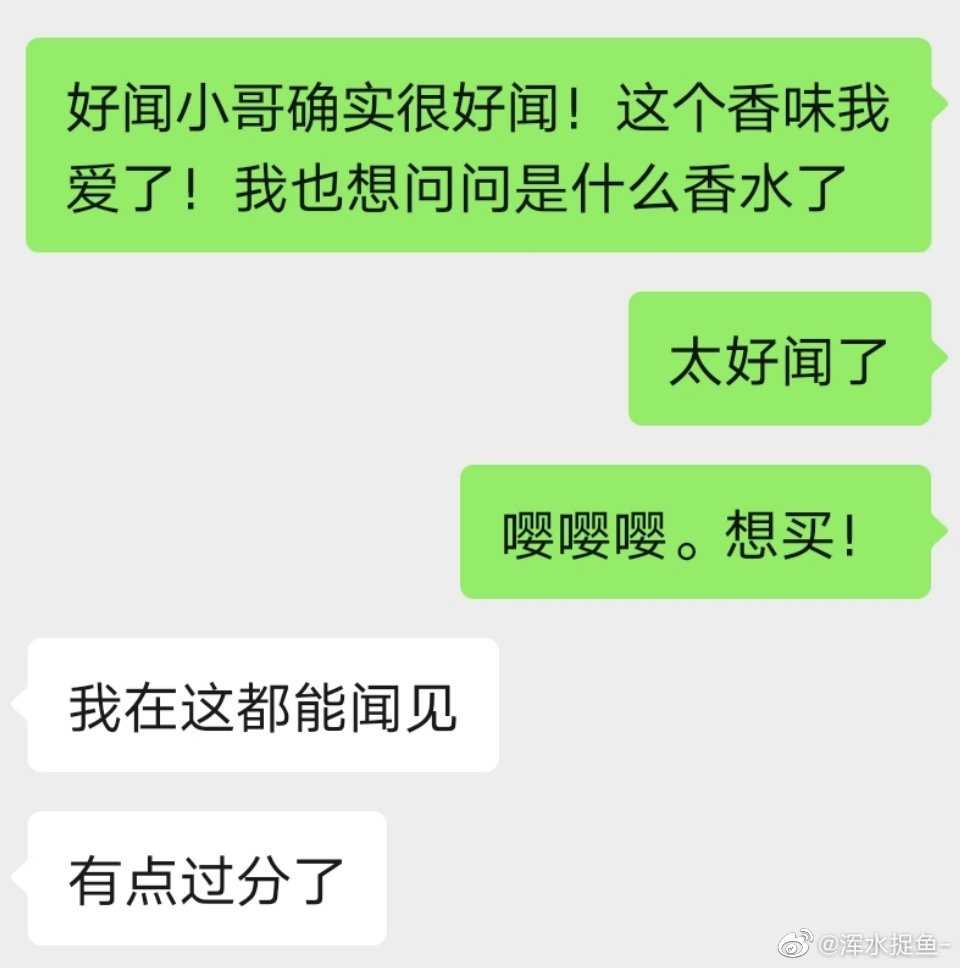 好闻小哥确实很好闻！这个香味我
爱了！我也想问问是什么香水了
太好闻了
嘤嘤嘤。想买！
我在这都能闻见
有点过分了
@浑水捉鱼-